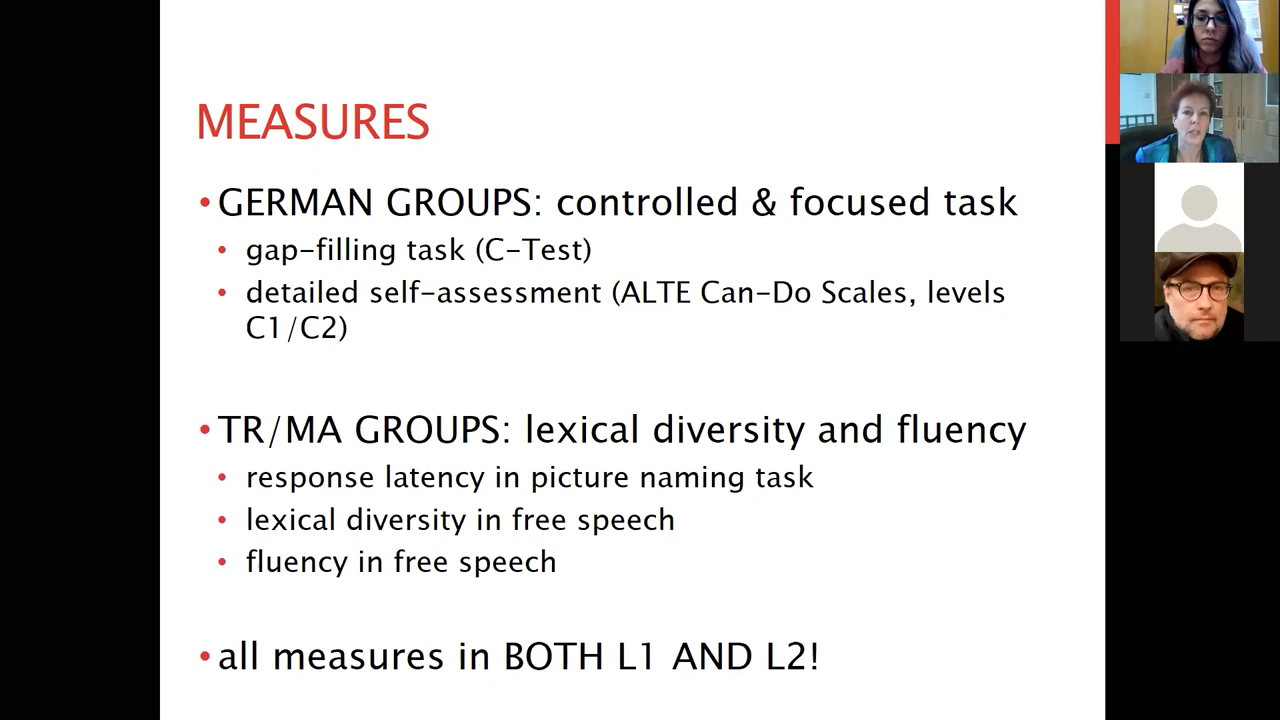 MEASURES
•GERMAN GROUPS: controlled & focused task
• gap-filling task (C-Test)
• detailed self-assessment (ALTE Can-Do Scales, levels
C1/C2)
•TR/MA GROUPS: lexical diversity and fluency
• response latency in picture naming task
• lexical diversity in free speech
• fluency in free speech
•all measures in BOTH L1 AND L2!